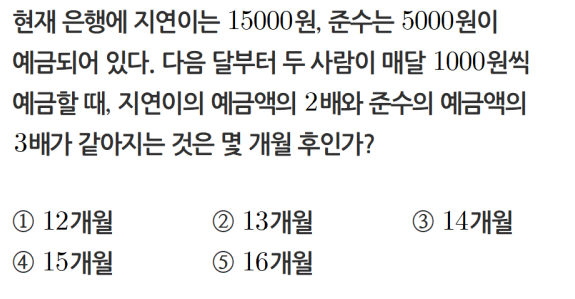 현재 은행에 지연이는 15000원, 준수는 5000원이
예금되어 있다. 다음 달부터 두 사람이 매달 1000원씩
예금할 때, 지연이의 예금액의 2배와 준수의 예금액의
3배가 같아지는 것은 몇 개월 후인가?
① 12개월 ② 13개월 ③ 14개월
④ 15개월 ⑤ 16개월